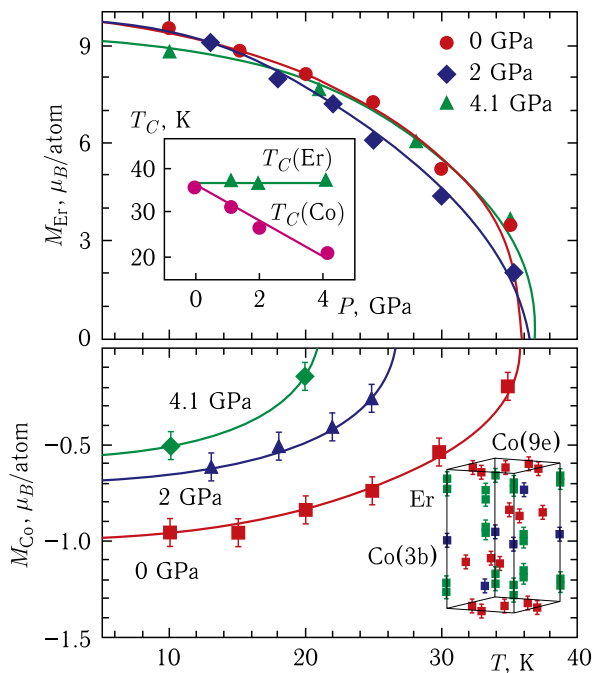 9
6
3
0
M_Er, μ_B/atom
0 GPa
2 GPa
4.1 GPa
T_C, K
40
30
20
T_C(Er)
T_C(Co)
0
2
4
P, GPa
M_Co, μ_B/atom
−0.5
−1.0
−1.5
4.1 GPa
2 GPa
0 GPa
Co(9e)
Er
Co(3b)
10
20
30
T, K
40